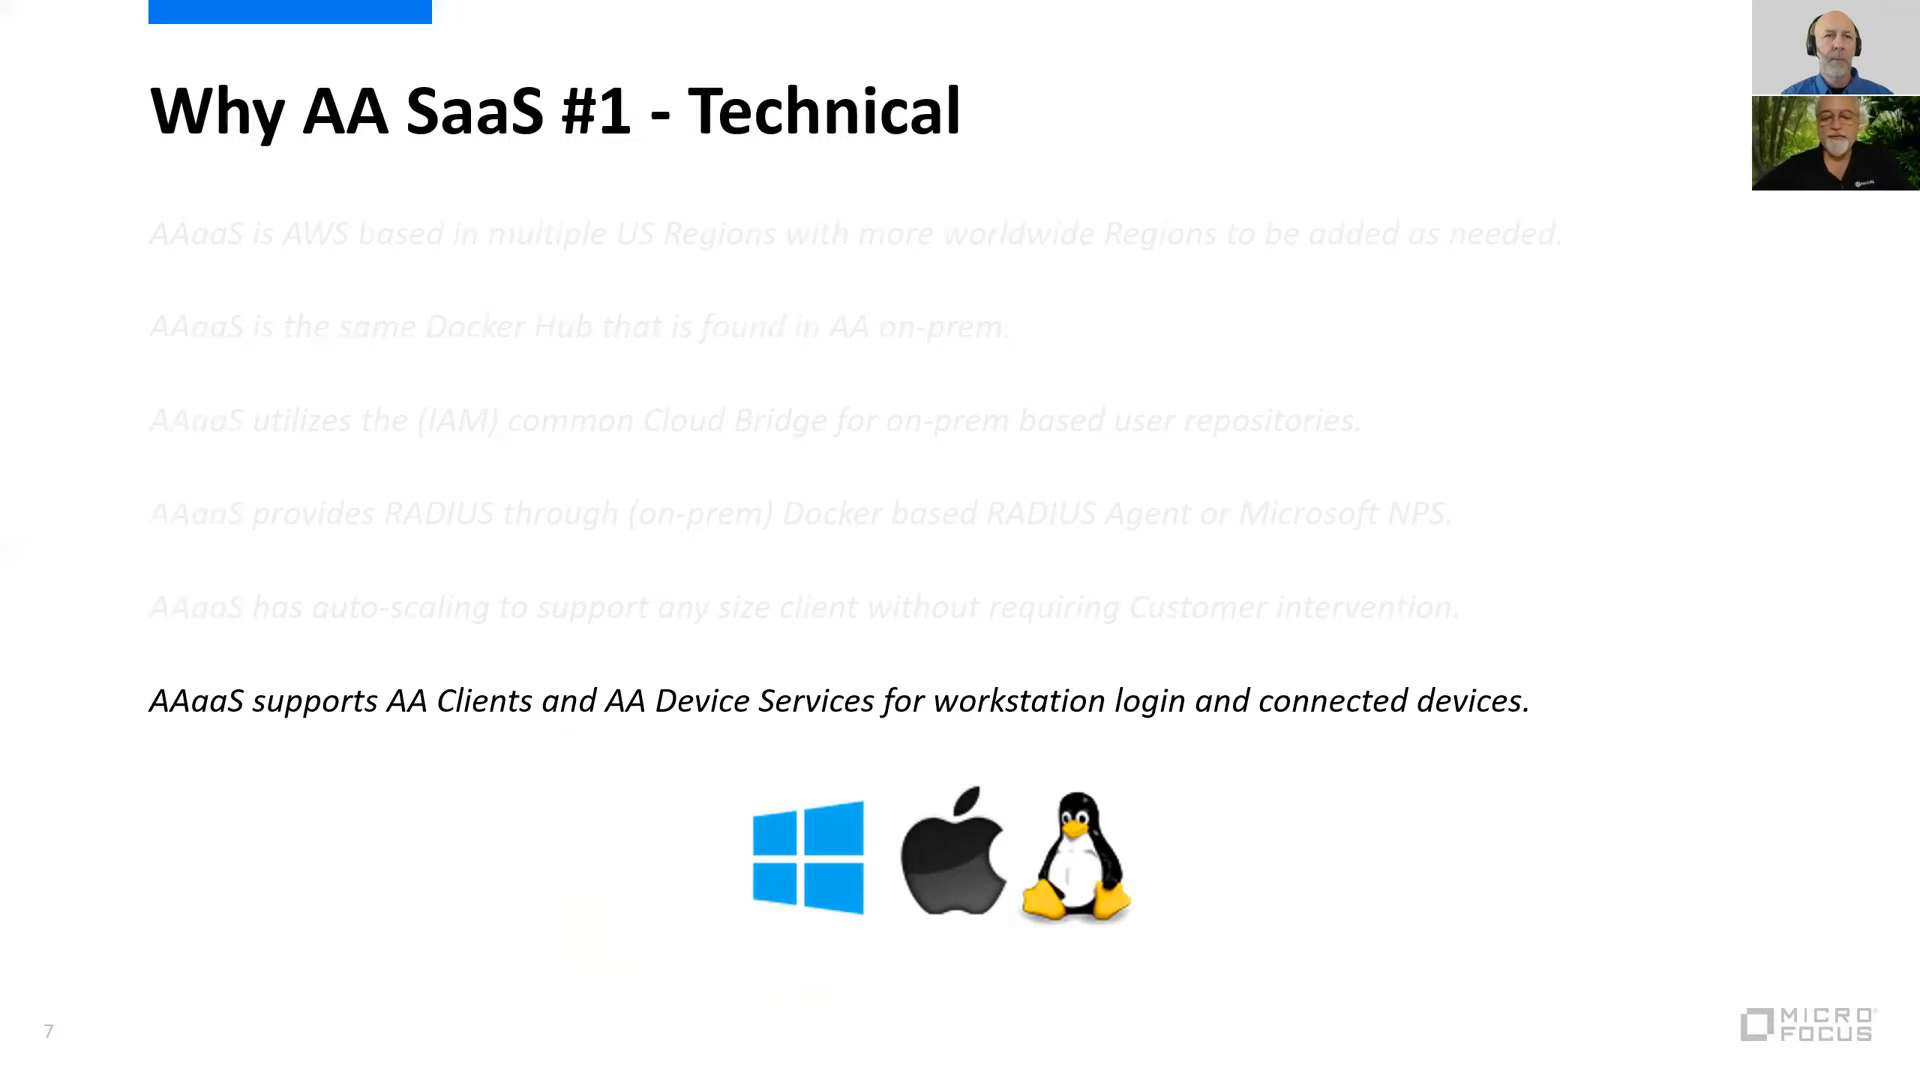 Why AA SaaS #1 - Technical
AAaaS is AWS based in multiple US Regions with more worldwide Regions to be added as needed.
AAaaS is the same Docker Hub that is found in AA on-prem.
AAaaS utilizes the (IAM) common Cloud Bridge for on-prem based user repositories.
AAaaS provides RADIUS through (on-prem) Docker based RADIUS Agent or Microsoft NPS.
AAaaS has auto-scaling to support any size client without requiring Customer intervention.
AAaaS supports AA Clients and AA Device Services for workstation login and connected devices.
7
MICRO
FOCUS